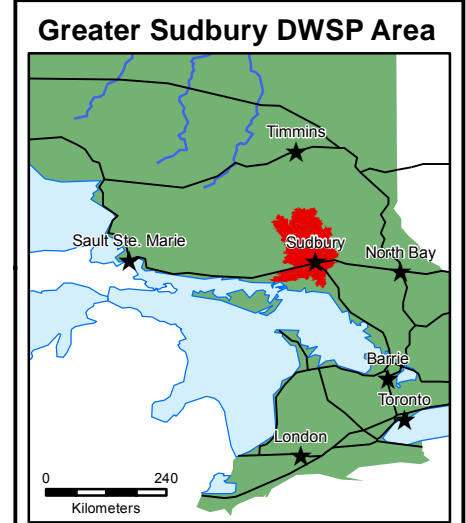 Greater Sudbury DWSP Area
Timmins
Sault Ste. Marie
Sudbury
North Bay
Barrie
Toronto
London
0 240
Kilometers